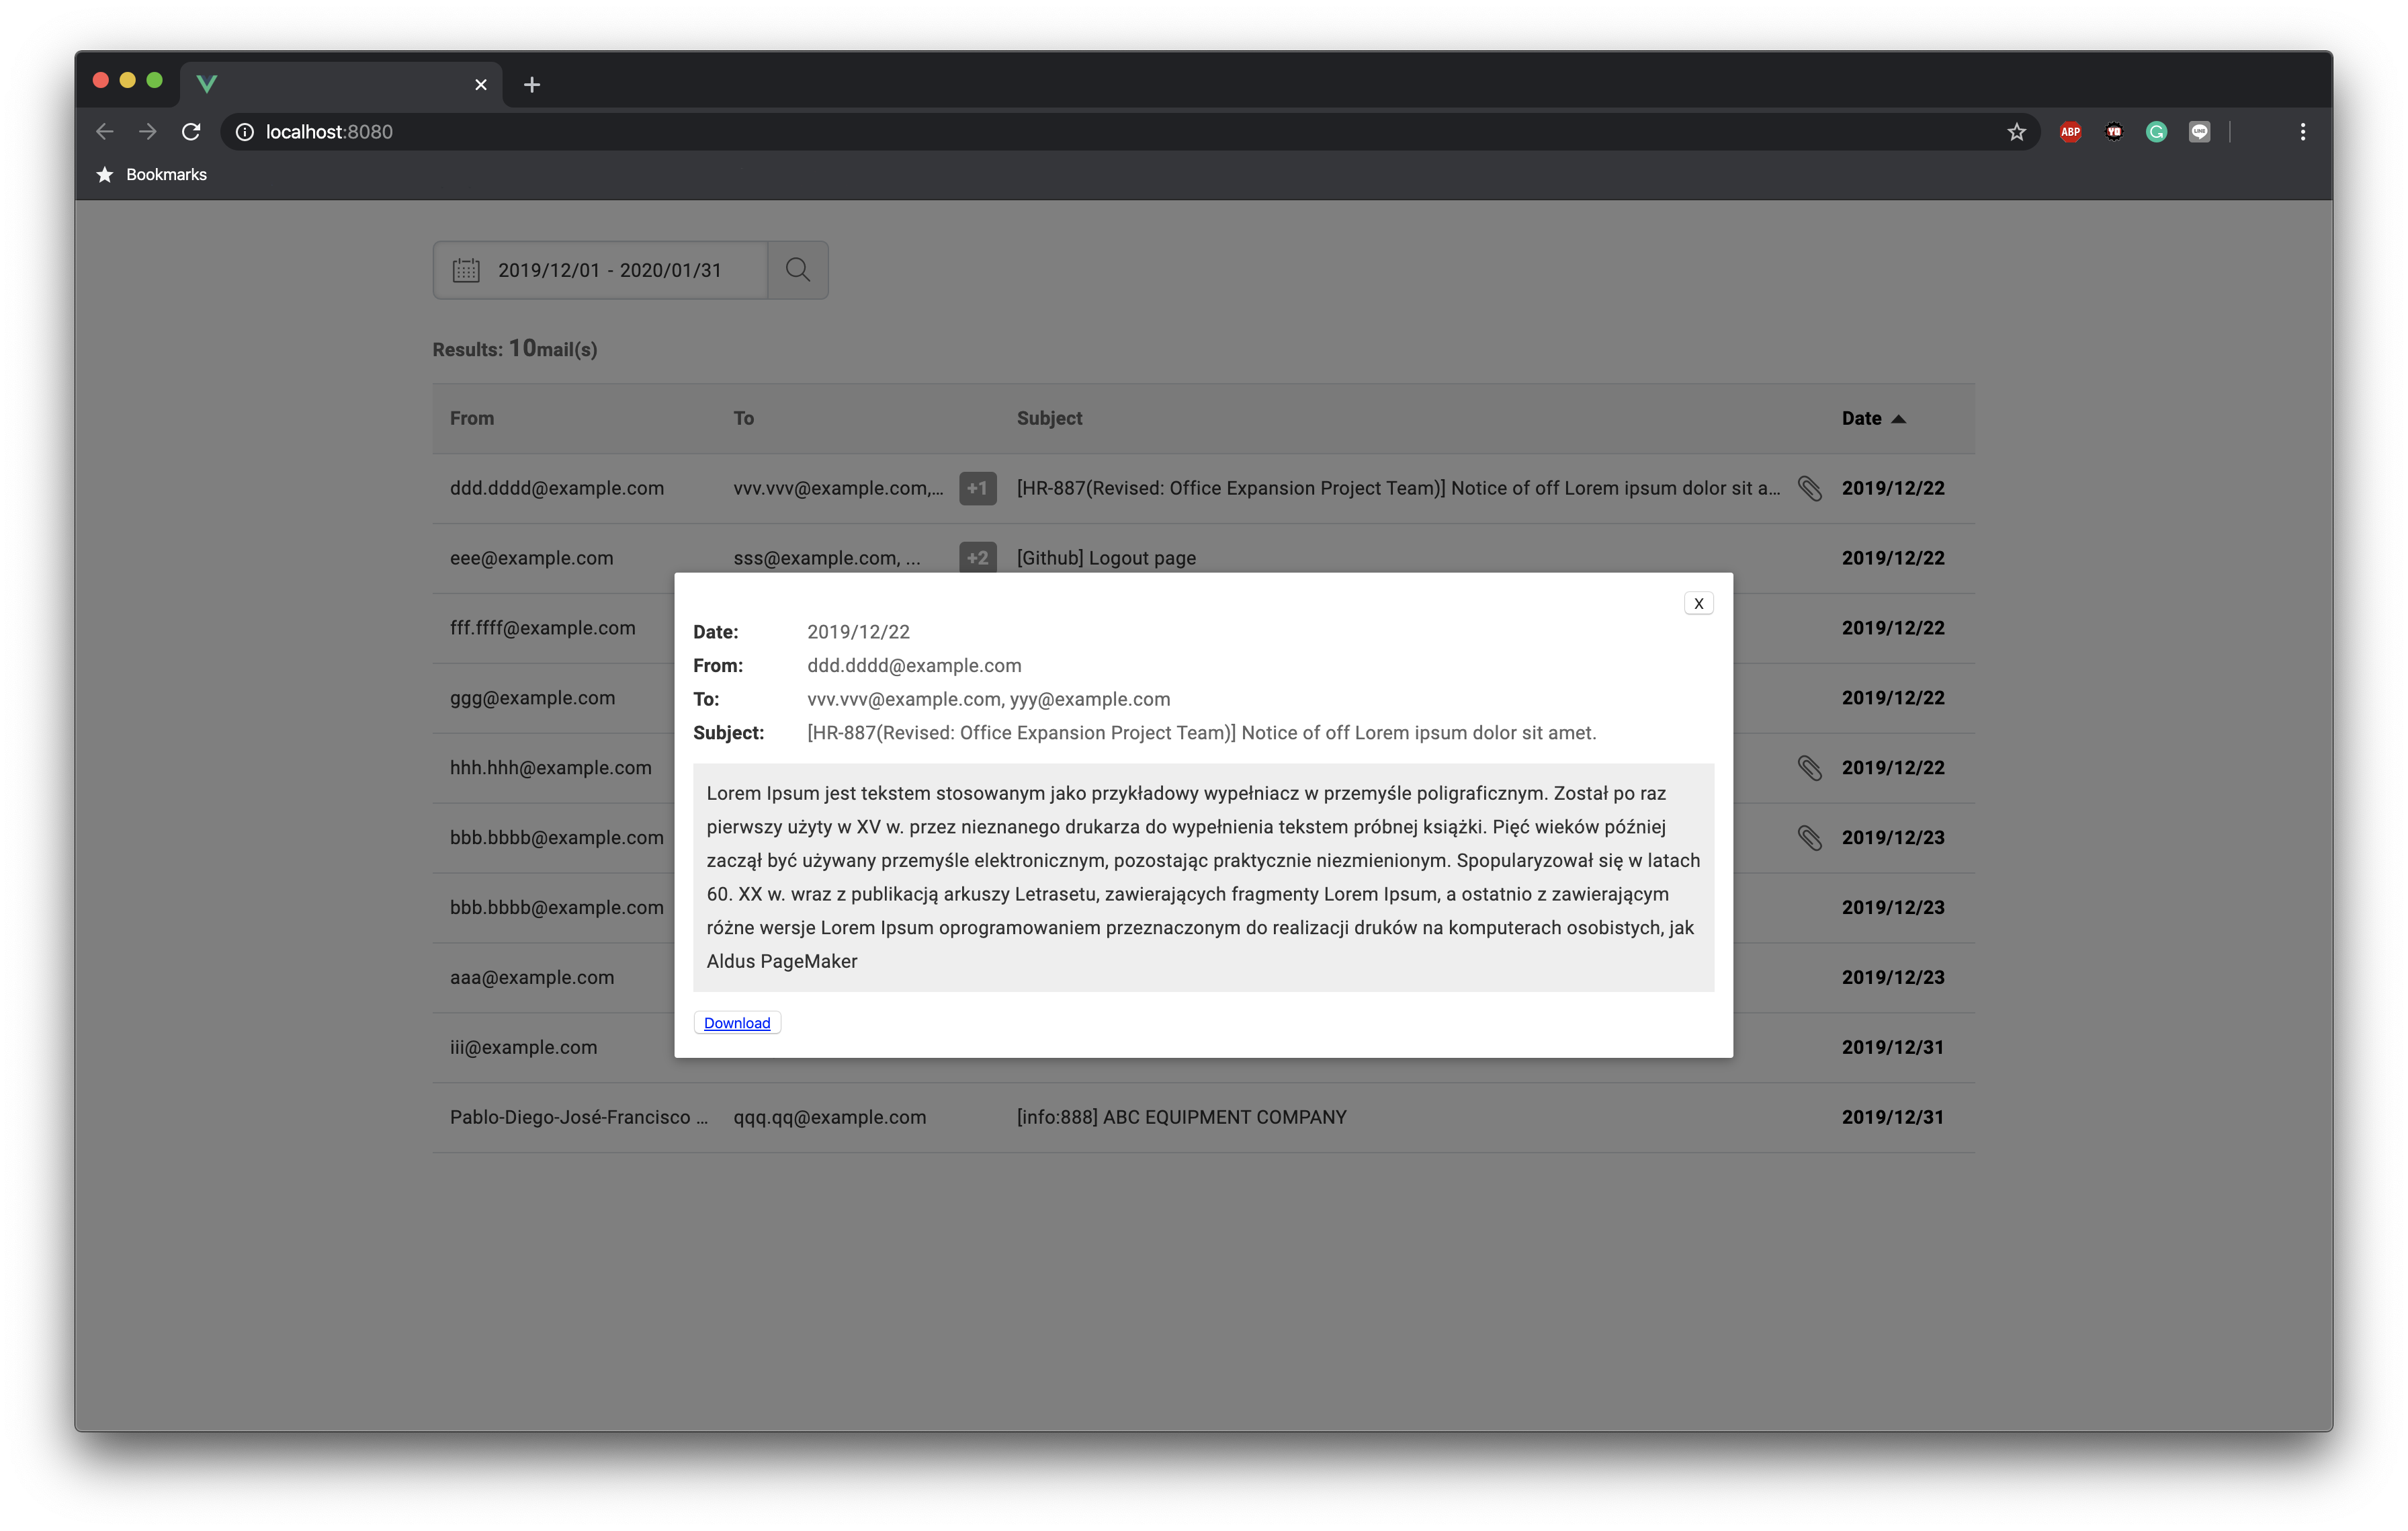 localhost:8080
ABP
YO
G
LINE
Bookmarks
2019/12/01 - 2020/01/31
Results: 10mail(s)
From To Subject Date
ddd.dddd@example.com vvv.vvv@example.com,... +1 [HR-887(Revised: Office Expansion Project Team)] Notice of off Lorem ipsum dolor sit a... 2019/12/22
eee@example.com sss@example.com, ... +2 [Github] Logout page 2019/12/22
fff.ffff@example.com 2019/12/22
ggg@example.com 2019/12/22
hhh.hhh@example.com 2019/12/22
bbb.bbbb@example.com 2019/12/23
bbb.bbbb@example.com 2019/12/23
aaa@example.com 2019/12/23
iii@example.com 2019/12/31
Pablo-Diego-José-Francisco ... qqq.qq@example.com [info:888] ABC EQUIPMENT COMPANY 2019/12/31
X
Date: 2019/12/22
From: ddd.dddd@example.com
To: vvv.vvv@example.com, yyy@example.com
Subject: [HR-887(Revised: Office Expansion Project Team)] Notice of off Lorem ipsum dolor sit amet.
Lorem Ipsum jest tekstem stosowanym jako przykładowy wypełniacz w przemyśle poligraficznym. Został po raz
pierwszy użyty w XV w. przez nieznanego drukarza do wypełnienia tekstem próbnej książki. Pięć wieków później
zaczął być używany przemyśle elektronicznym, pozostając praktycznie niezmienionym. Spopularyzował się w latach
60. XX w. wraz z publikacją arkuszy Letrasetu, zawierających fragmenty Lorem Ipsum, a ostatnio z zawierającym
różne wersje Lorem Ipsum oprogramowaniem przeznaczonym do realizacji druków na komputerach osobistych, jak
Aldus PageMaker
Download